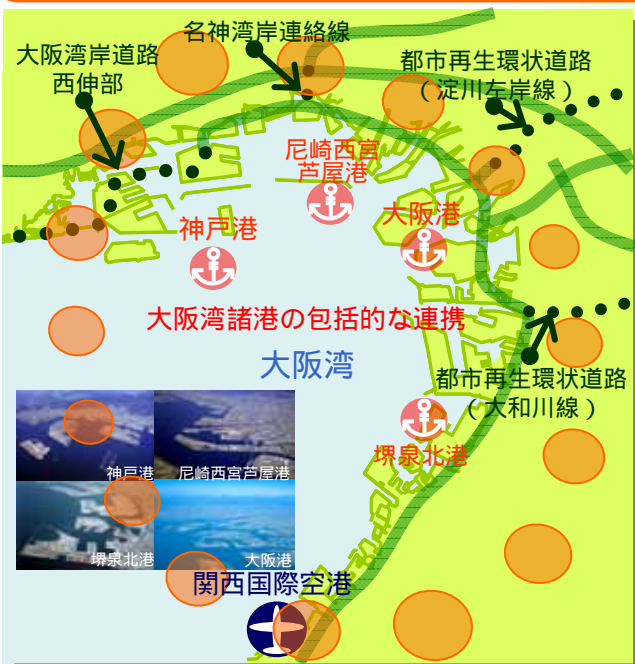 名神湾岸連絡線
大阪湾岸道路
西伸部
都市再生環状道路
（淀川左岸線）
尼崎西宮
芦屋港
神戸港
大阪港
大阪湾諸港の包括的な連携
大阪湾
都市再生環状道路
（大和川線）
堺泉北港
神戸港
尼崎西宮芦屋港
堺泉北港
大阪港
関西国際空港